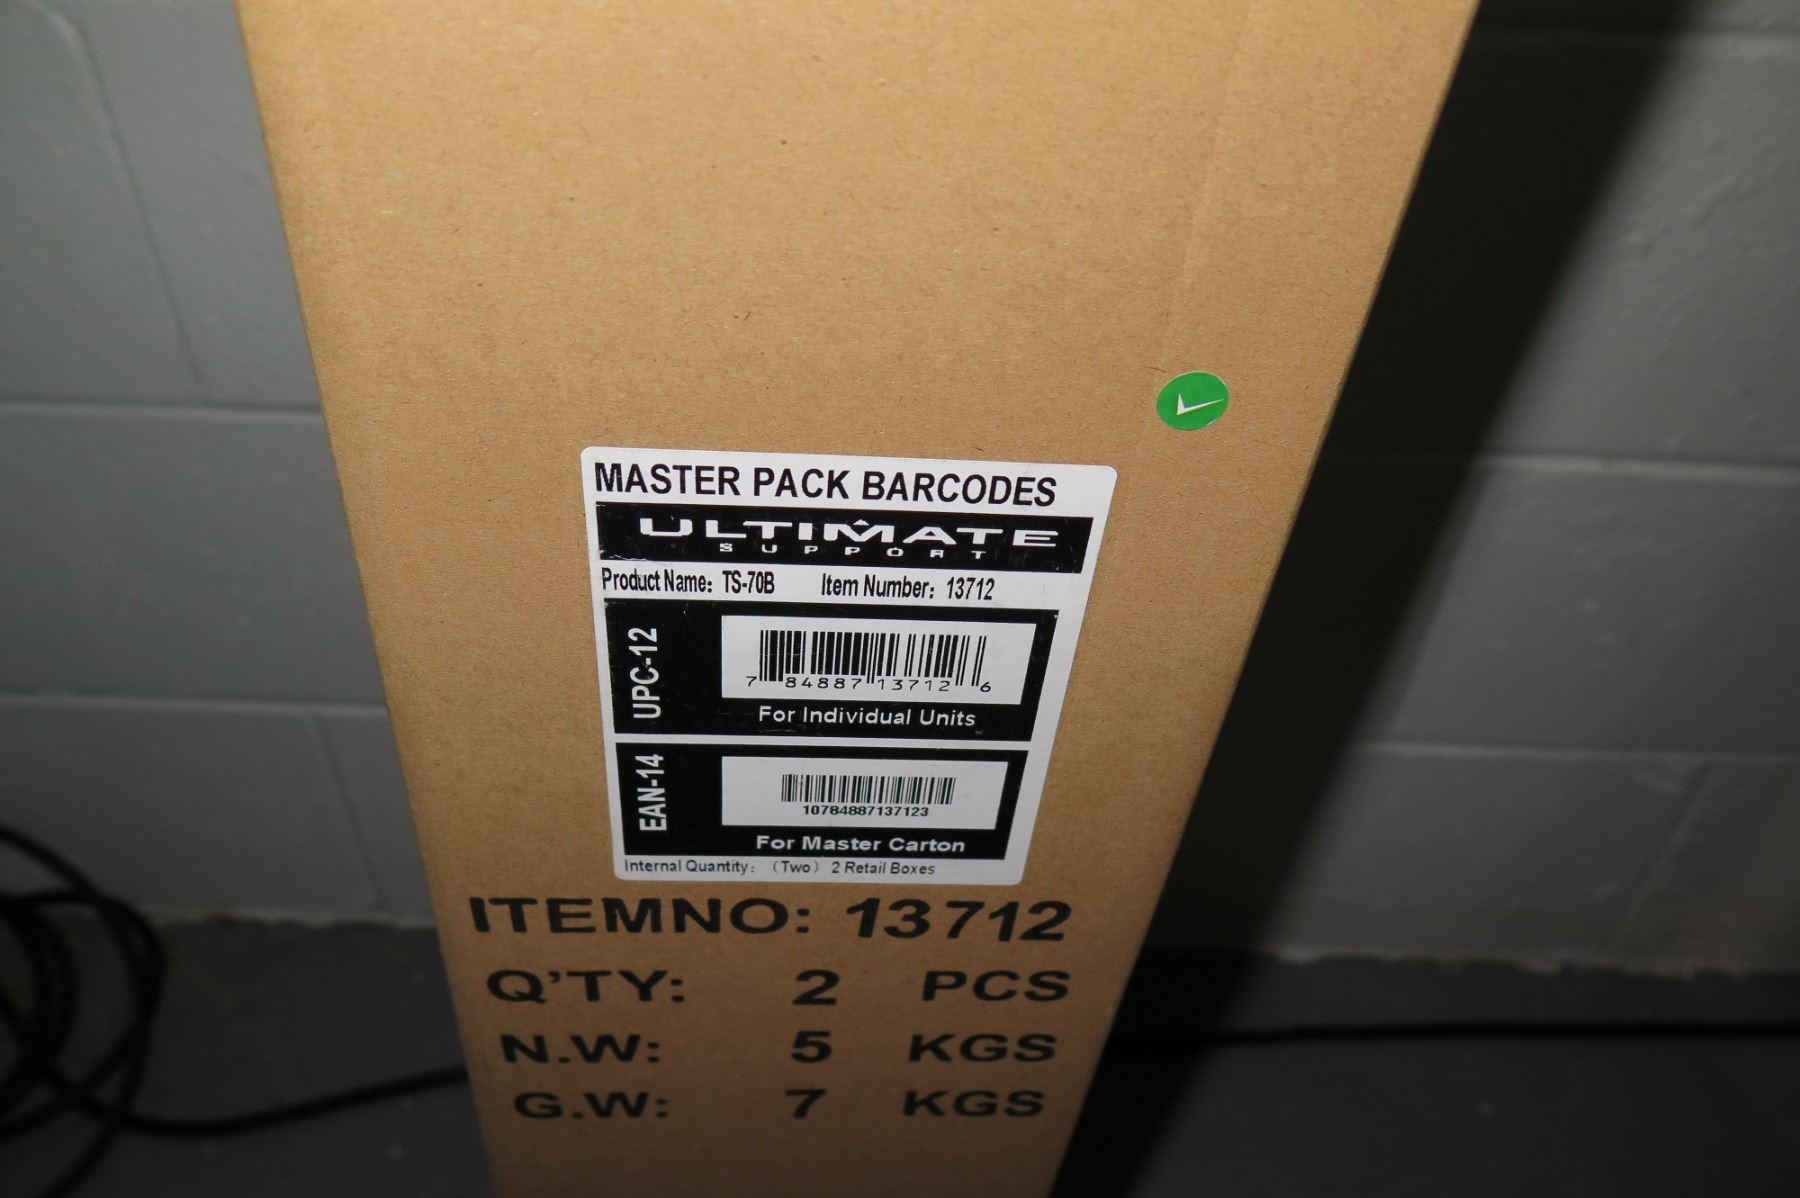 MASTER PACK BARCODES
ULTIMATE
SUPPORT
Product Name: TS-70B Item Number: 13712
UPC-12
7 84887 13712 6
For Individual Units
EAN-14
10784887137123
For Master Carton
Internal Quantity: (Two) 2 Retail Boxes
ITEMNO: 13712
Q'TY: 2 PCS
N.W: 5 KGS
G.W: 7 KGS